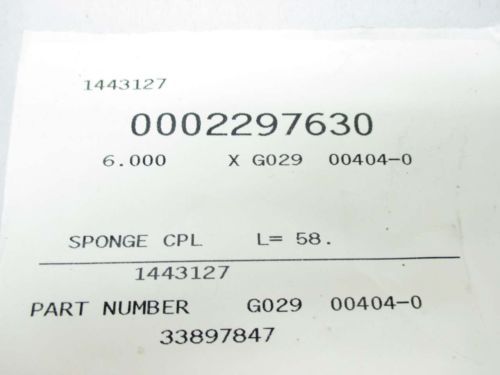 1443127
0002297630
6.000 X G029 00404-0
SPONGE CPL L= 58.
1443127
PART NUMBER G029 00404-0
33897847